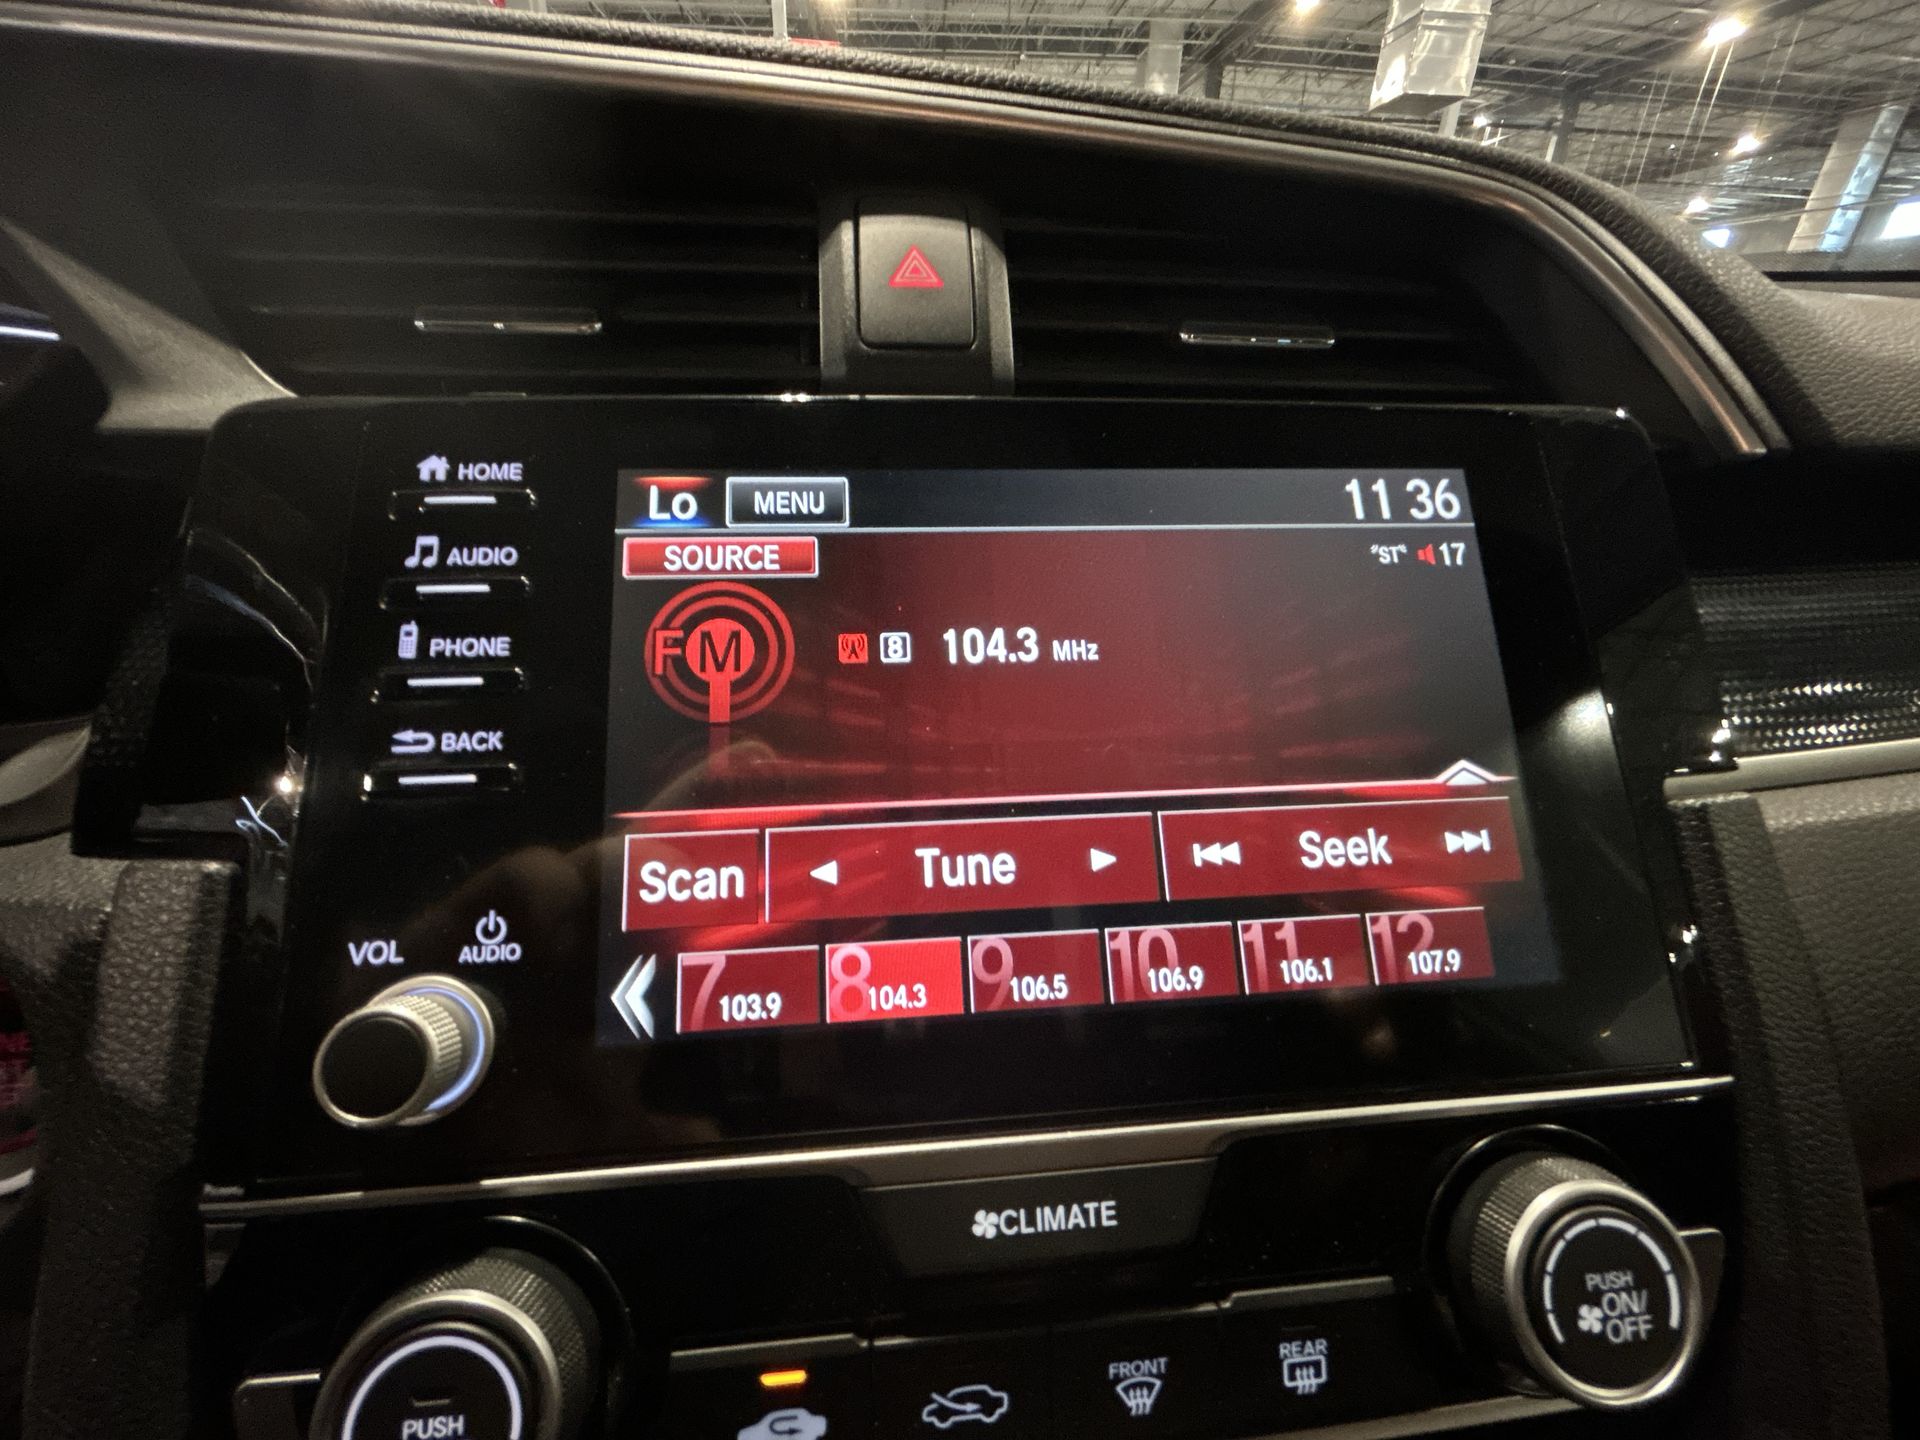 HOME
AUDIO
PHONE
BACK
VOL
AUDIO
Lo MENU 11 36
SOURCE "ST" 17
FM 8 104.3 MHz
Scan Tune Seek
7 103.9 8 104.3 9 106.5 10 106.9 11 106.1 12 107.9
CLIMATE
PUSH
ON/
OFF
FRONT
REAR
PUSH